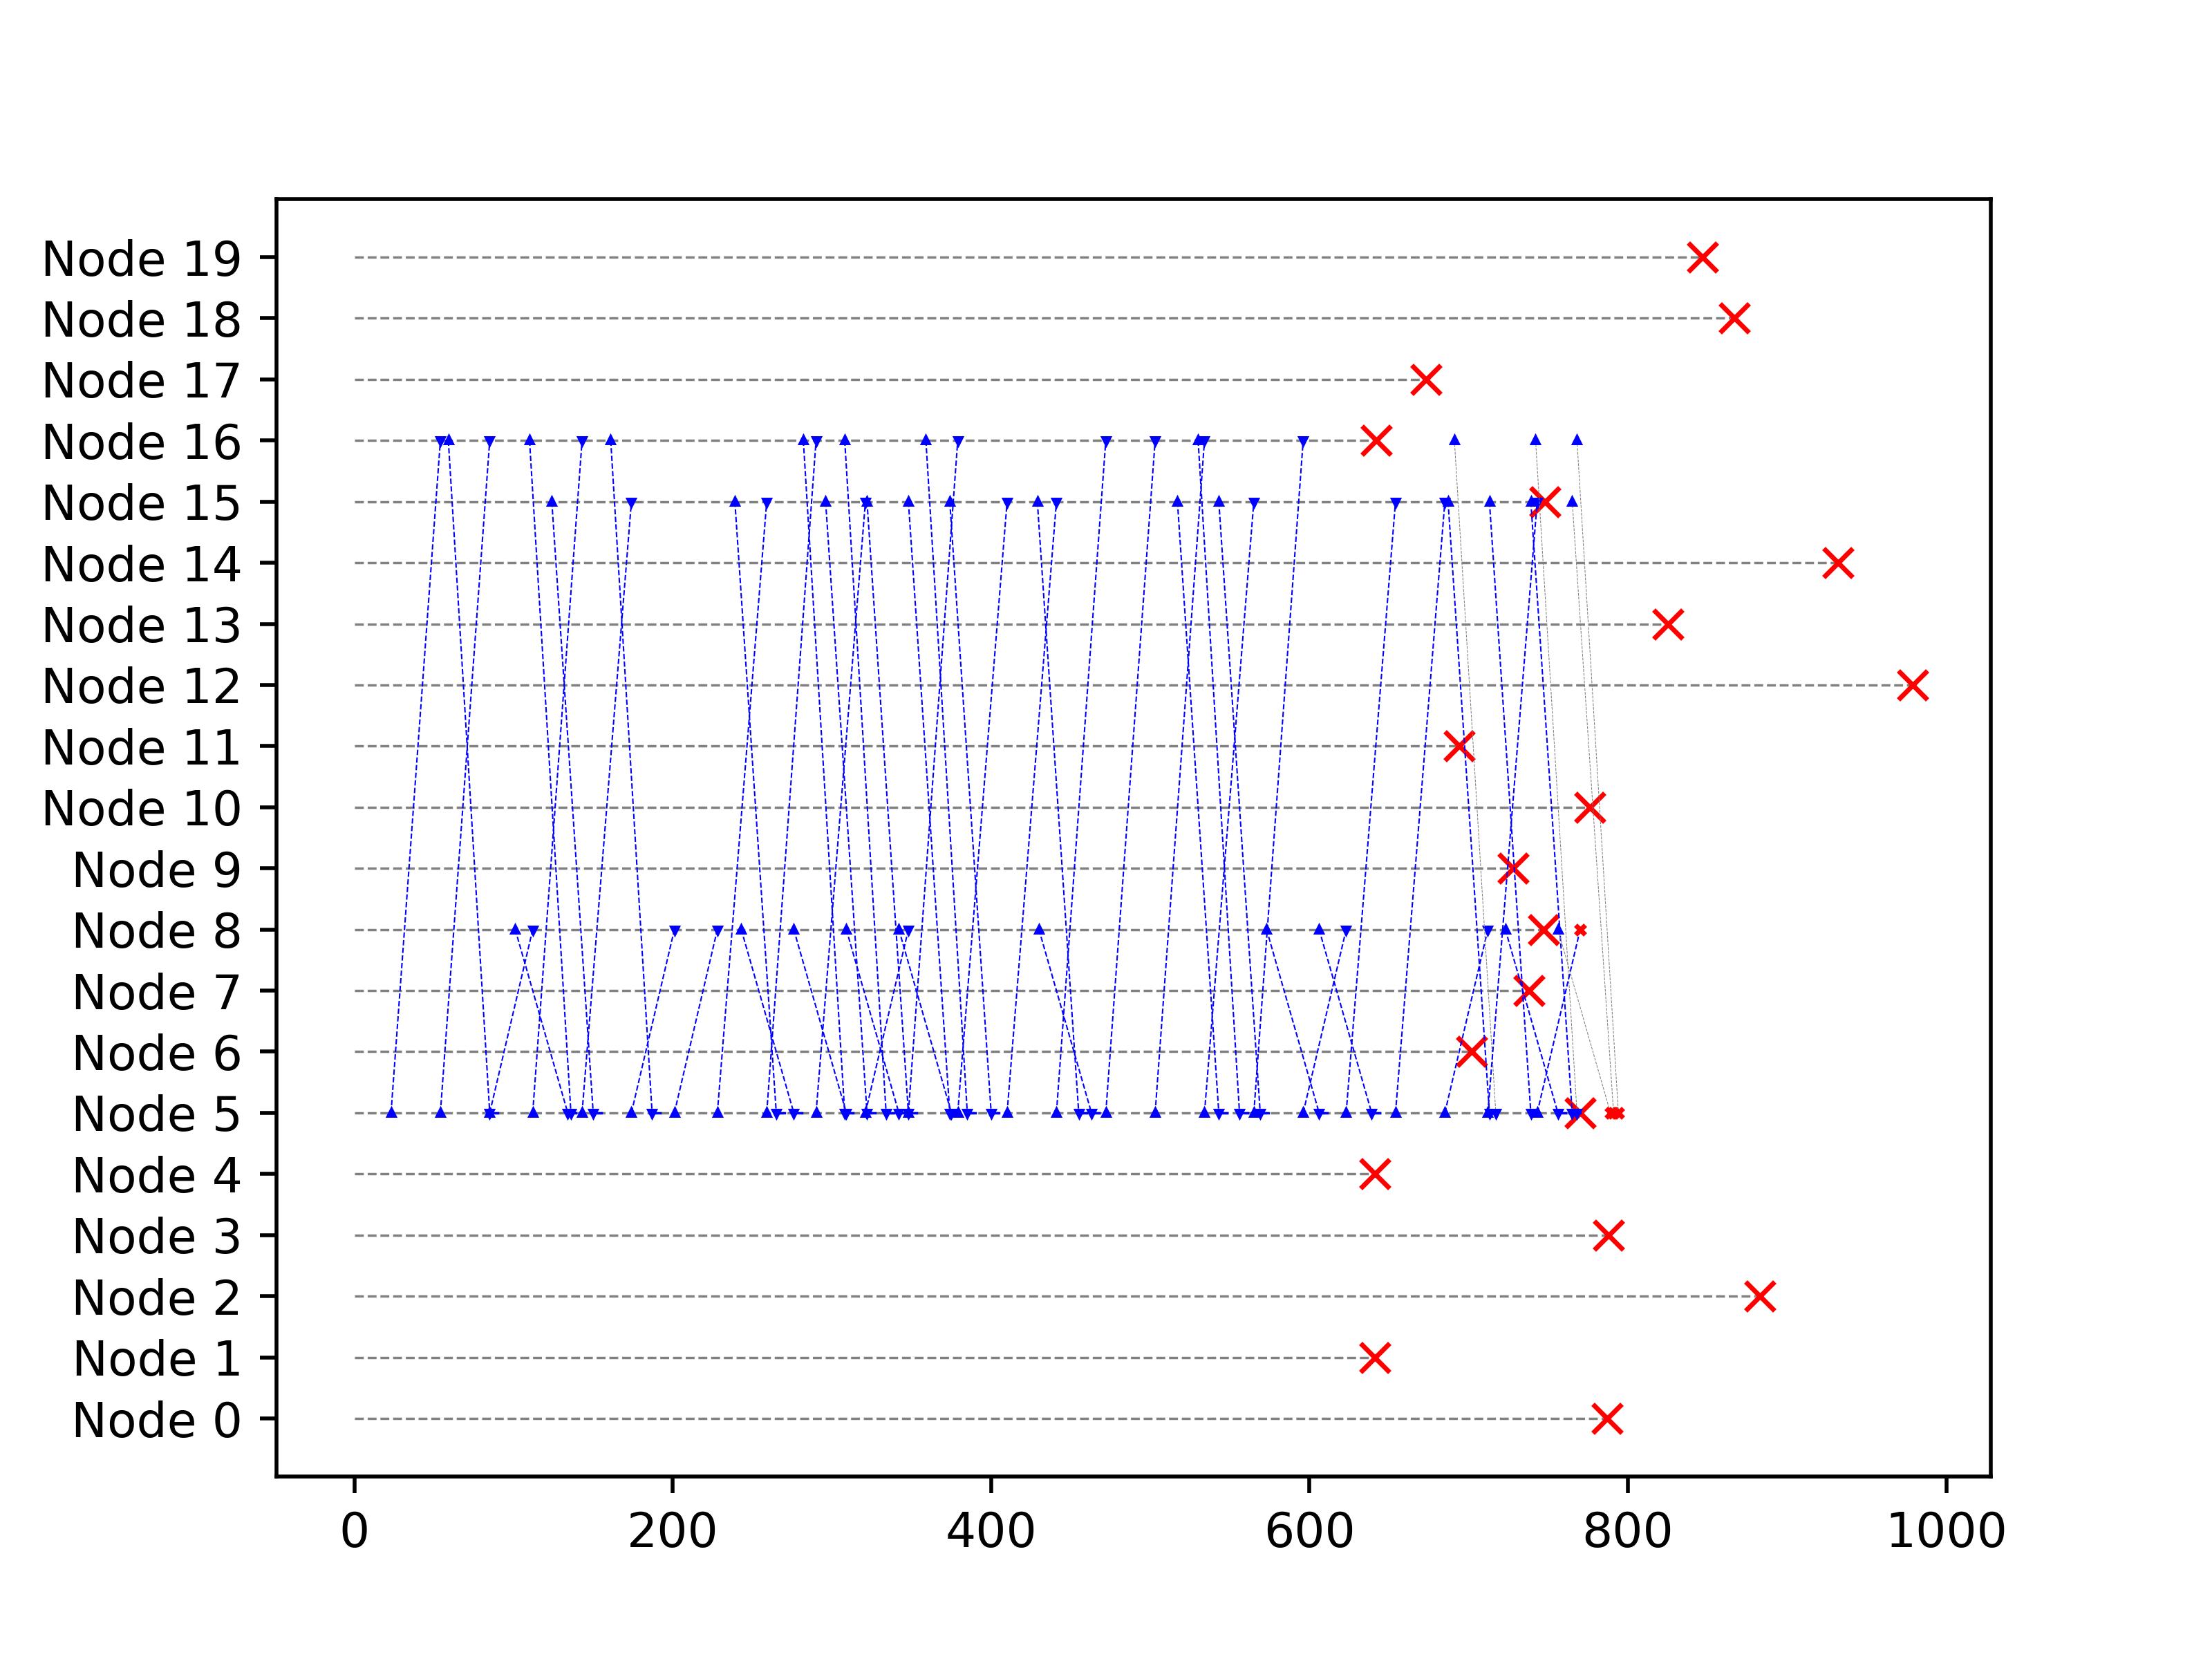 Node 19
Node 18
Node 17
Node 16
Node 15
Node 14
Node 13
Node 12
Node 11
Node 10
Node 9
Node 8
Node 7
Node 6
Node 5
Node 4
Node 3
Node 2
Node 1
Node 0
0 200 400 600 800 1000